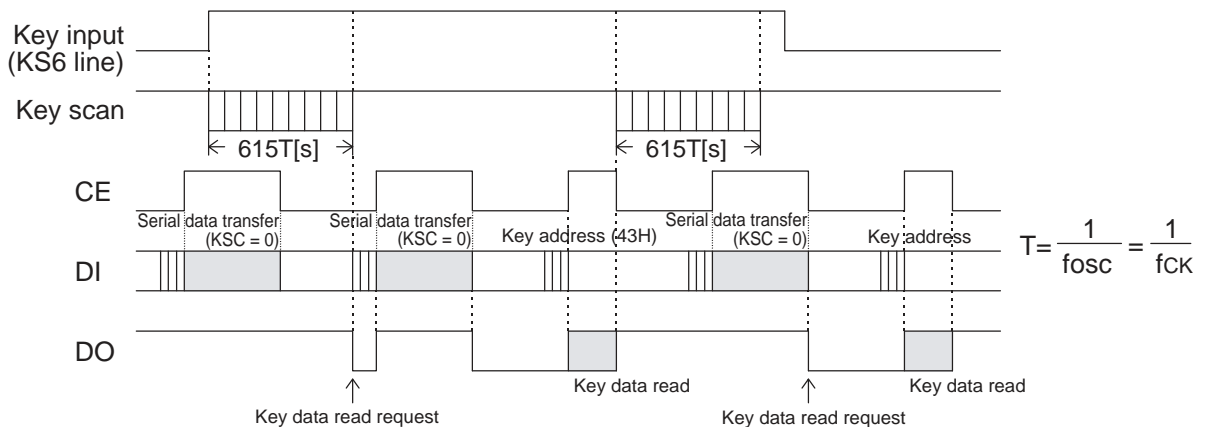 Key input
(KS6 line)
Key scan
615T[s]
615T[s]
CE
Serial data transfer
(KSC = 0)
Serial data transfer
(KSC = 0)
Key address (43H)
Serial data transfer
(KSC = 0)
Key address
DI
T= 1/fosc = 1/fCK
DO
Key data read
Key data read
Key data read request
Key data read request